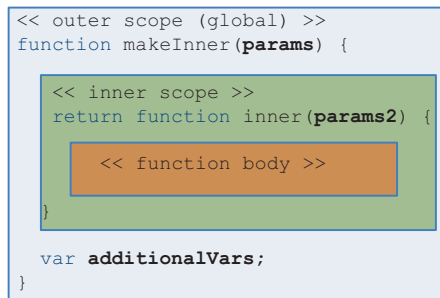 << outer scope (global) >>
function makeInner(params) {
<< inner scope >>
return function inner(params2) {
<< function body >>
}
var additionalVars;
}